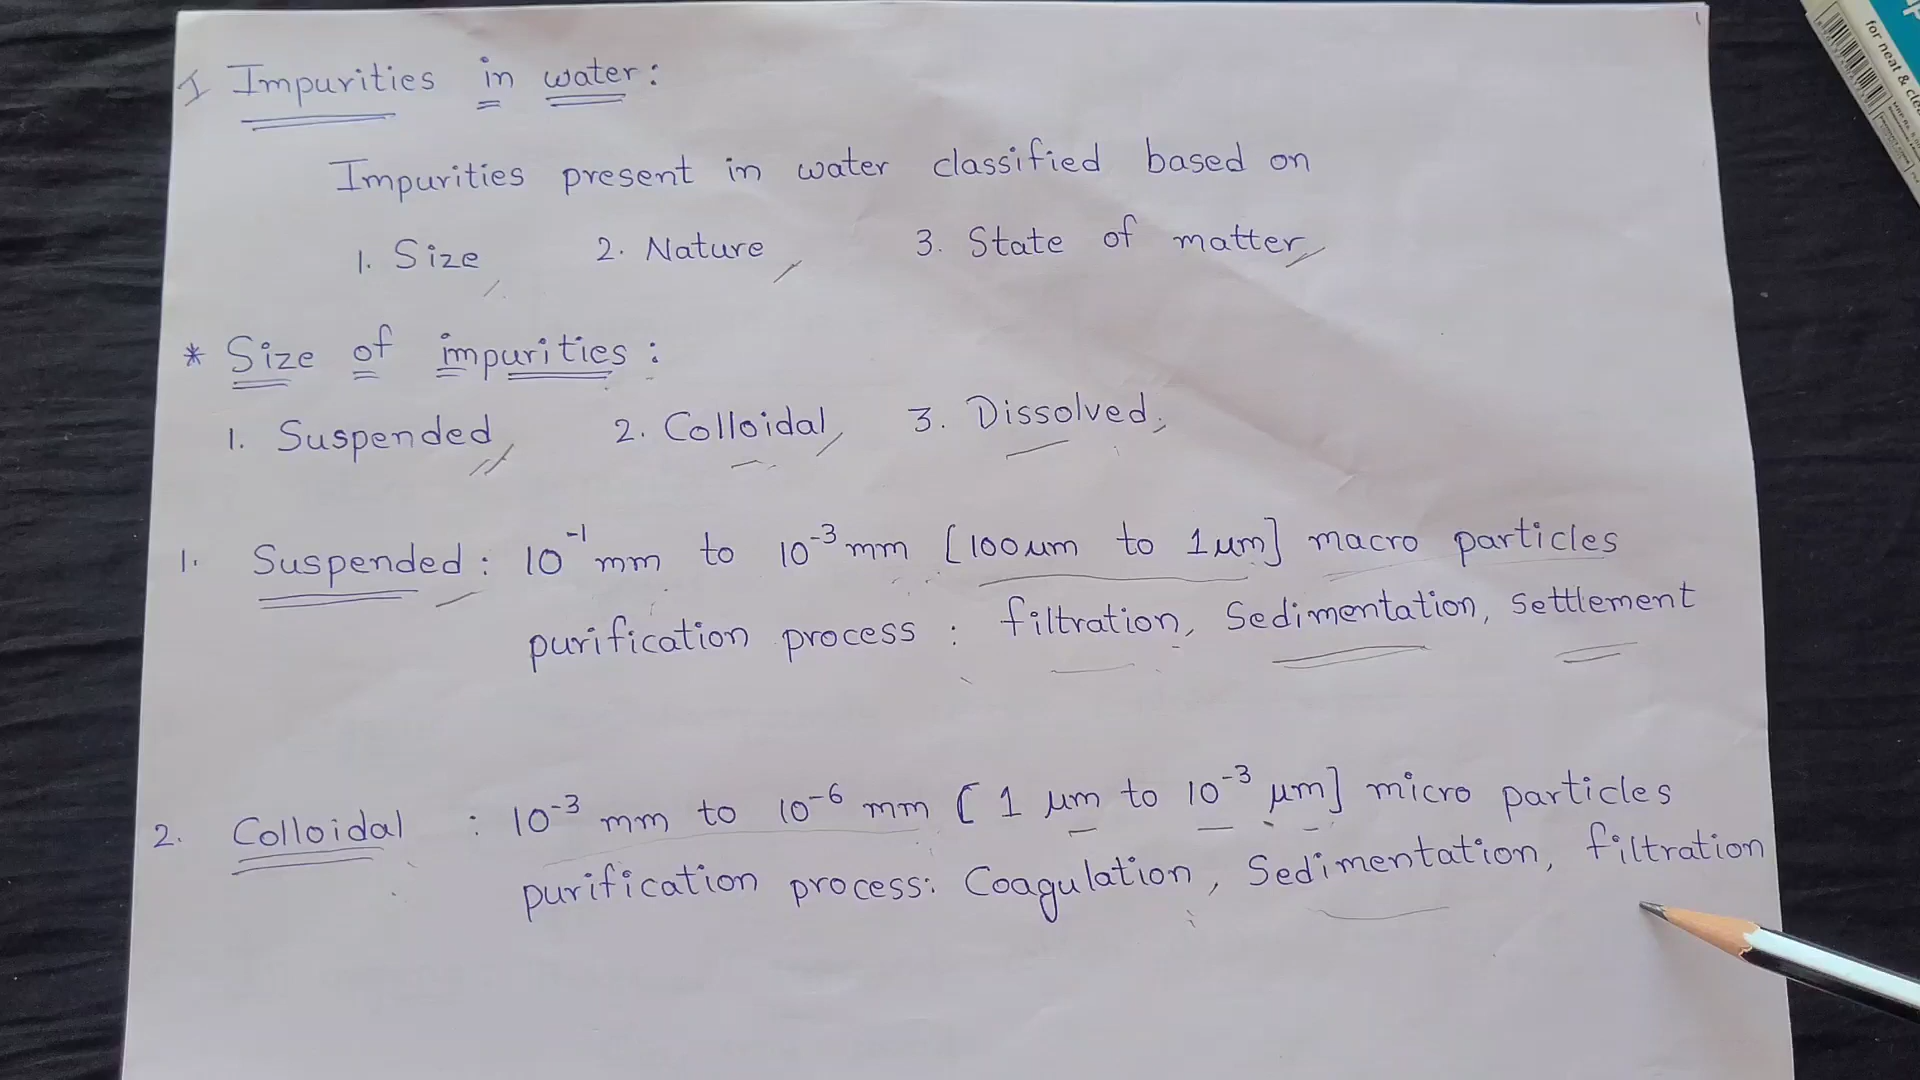 I Impurities in water:
Impurities present in water classified based on
1. Size 2. Nature 3. State of matter
* Size of impurities:
1. Suspended, 2. Colloidal, 3. Dissolved.
1. Suspended: 10⁻¹ mm to 10⁻³ mm [100 um to 1 µm] macro particles
purification process: filtration, Sedimentation, settlement
2. Colloidal : 10⁻³ mm to 10⁻⁶ mm [1 µm to 10⁻³ µm] micro particles
purification process: Coagulation, Sedimentation, filtration
for neat &